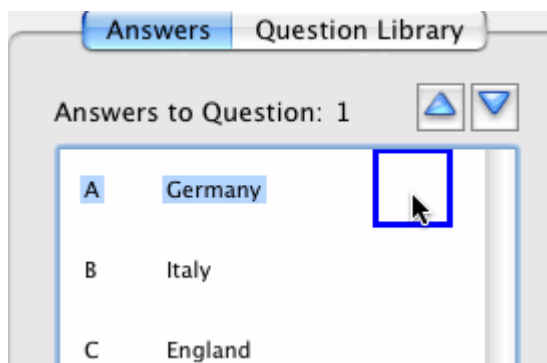 Answers Question Library
Answers to Question: 1
A Germany
B Italy
C England